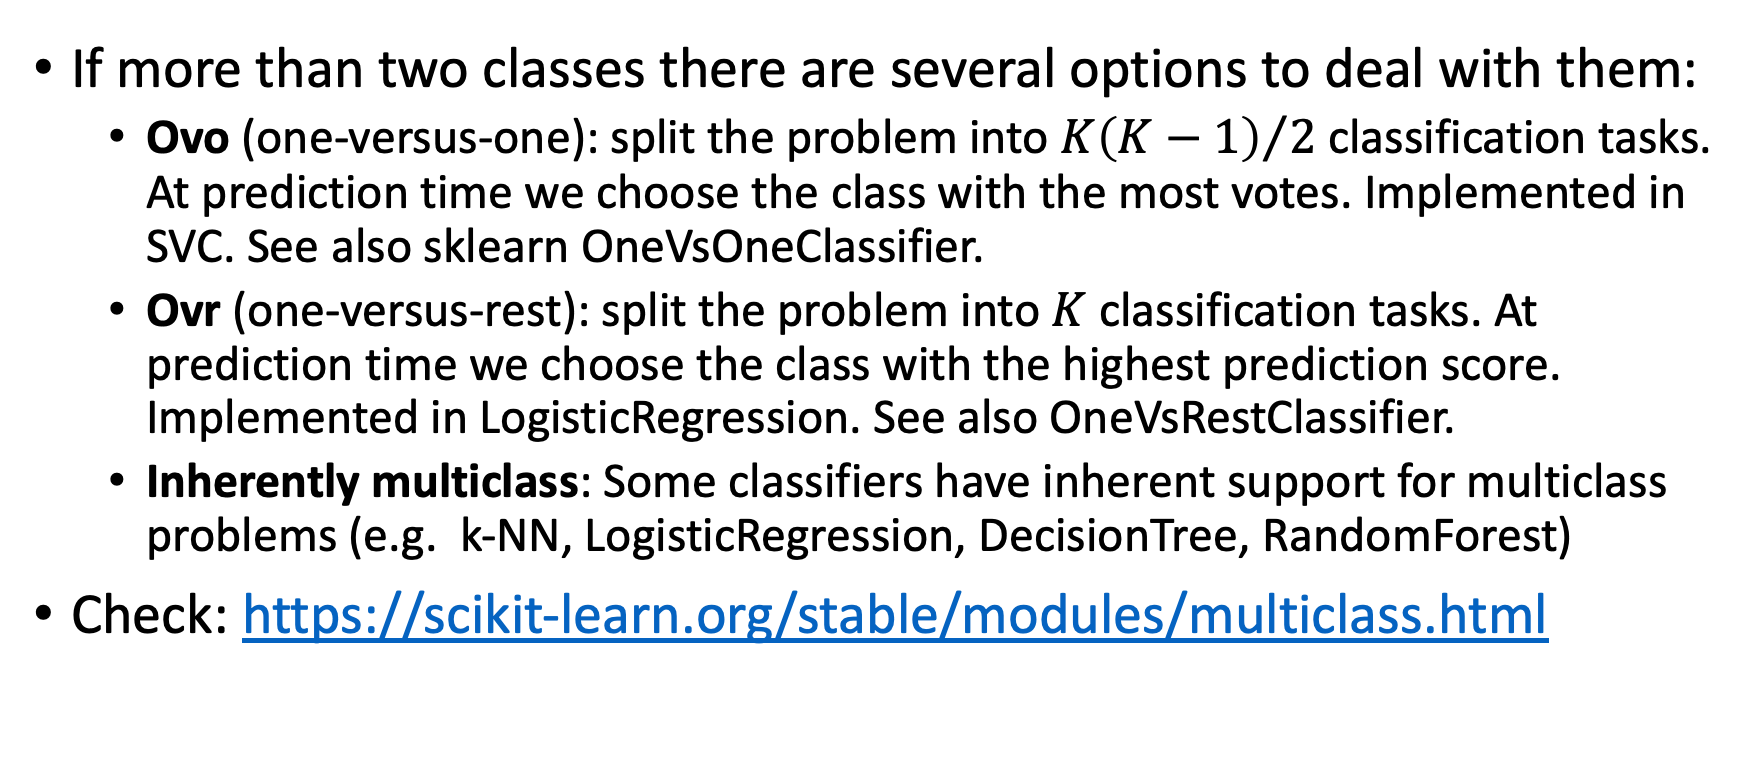 • If more than two classes there are several options to deal with them:
• Ovo (one-versus-one): split the problem into K(K − 1)/2 classification tasks.
At prediction time we choose the class with the most votes. Implemented in
SVC. See also sklearn OneVsOneClassifier.
• Ovr (one-versus-rest): split the problem into K classification tasks. At
prediction time we choose the class with the highest prediction score.
Implemented in LogisticRegression. See also OneVsRestClassifier.
• Inherently multiclass: Some classifiers have inherent support for multiclass
problems (e.g.  k-NN, LogisticRegression, DecisionTree, RandomForest)
• Check: https://scikit-learn.org/stable/modules/multiclass.html